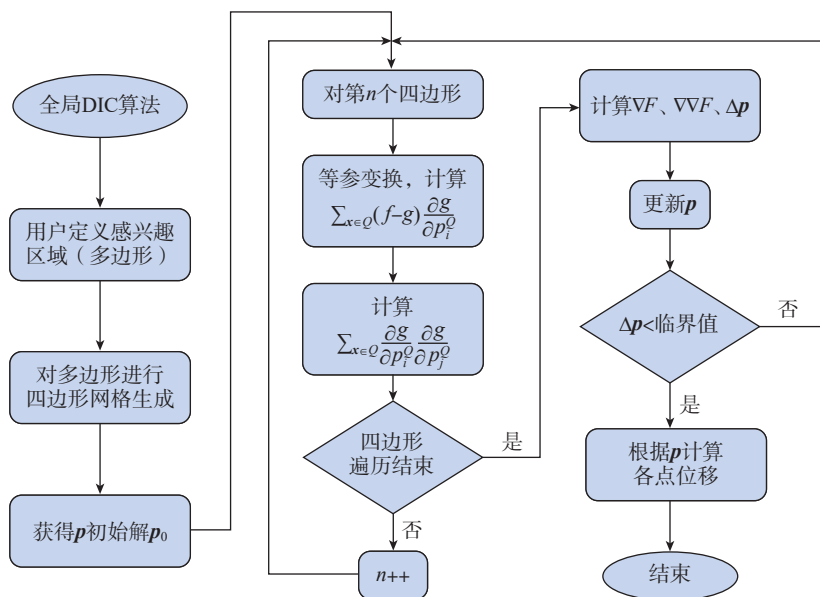 全局DIC算法
用户定义感兴趣
区域（多边形）
对多边形进行
四边形网格生成
获得p初始解p₀
对第n个四边形
等参变换，计算
∑x∈Q(f−g)∂g/∂pᵢ^Q
计算
∑x∈Q ∂g/∂pᵢ^Q ∂g/∂pⱼ^Q
四边形
遍历结束
是
否
n++
计算∇F、∇∇F、Δp
更新p
Δp<临界值
否
是
根据p计算
各点位移
结束